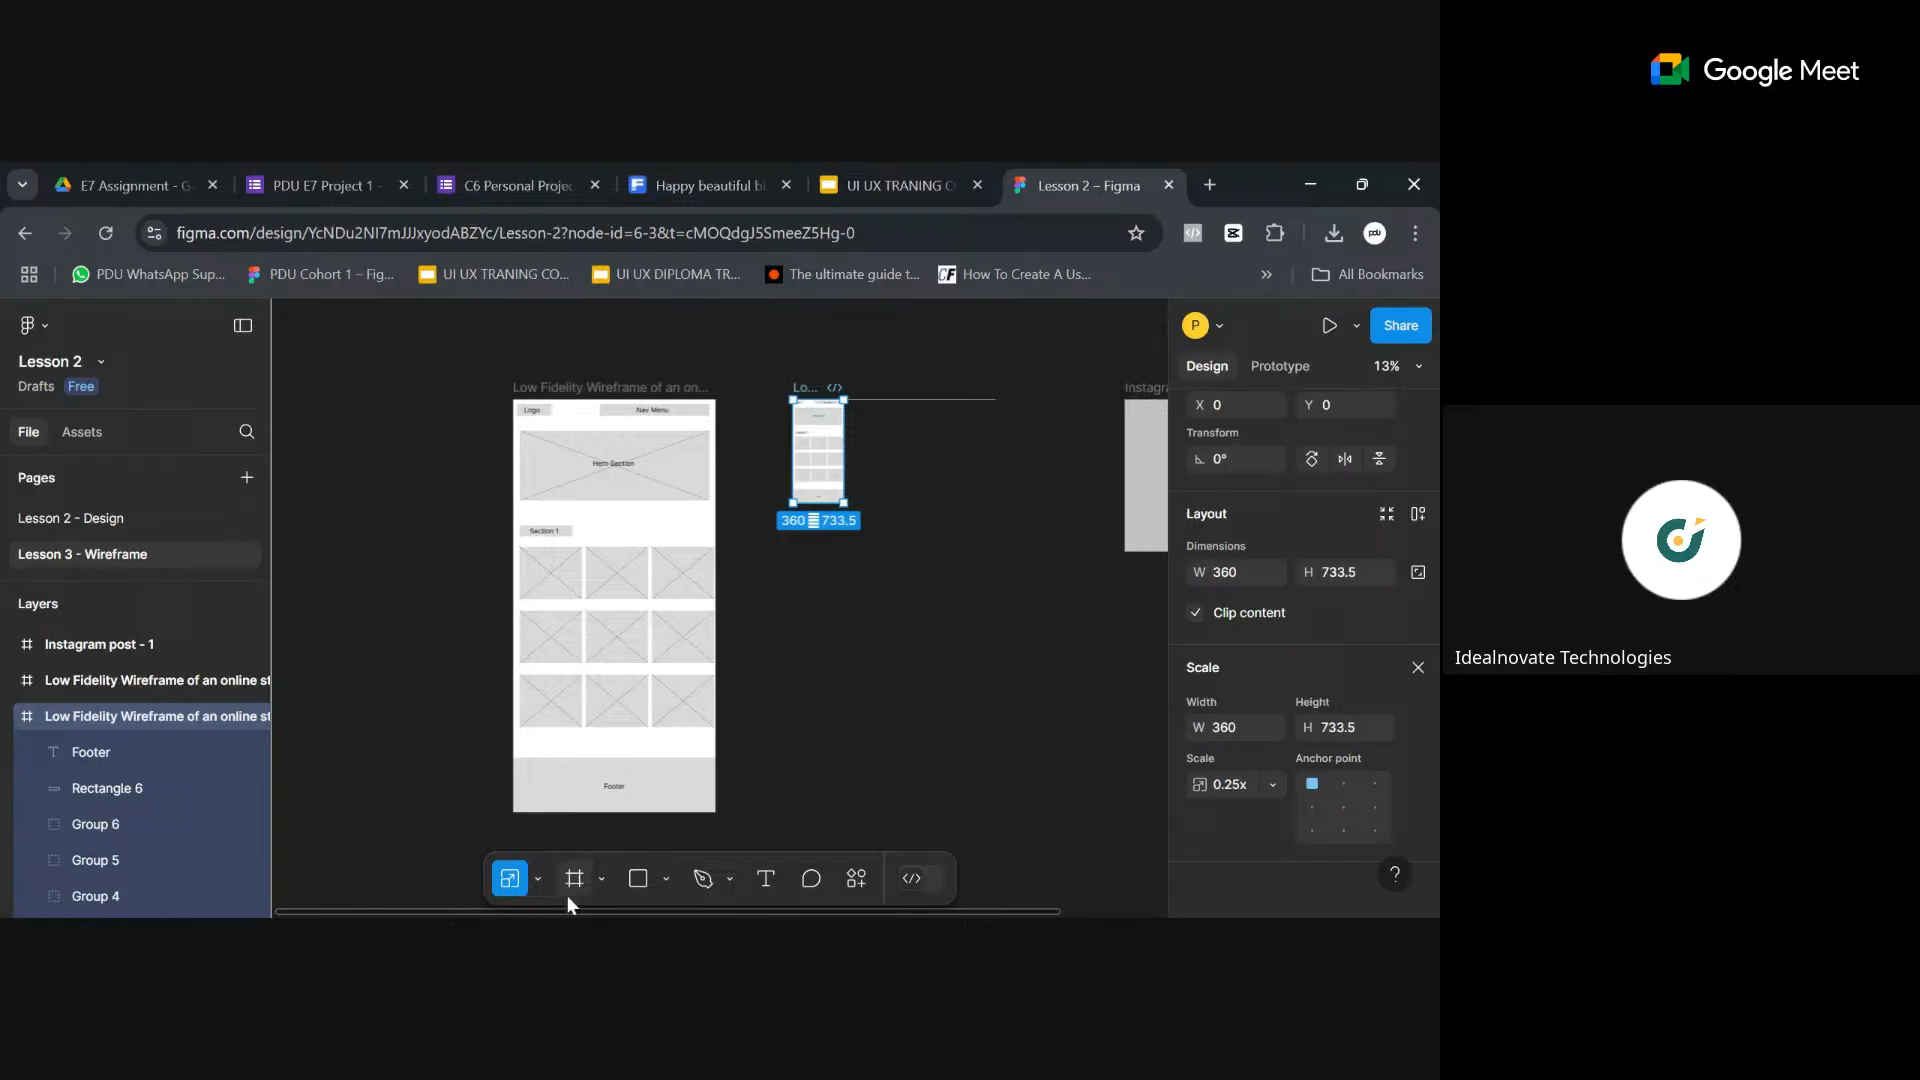 Google Meet
E7 Assignment - G
PDU E7 Project 1 -
C6 Personal Projec
Happy beautiful b
UI UX TRANING C
Lesson 2 – Figma
figma.com/design/YcNDu2NI7mJJJxyodABZYc/Lesson-2?node-id=6-3&t=cMOQdgJ5SmeeZ5Hg-0
pdu
PDU WhatsApp Sup...
PDU Cohort 1 – Fig...
UI UX TRANING CO...
UI UX DIPLOMA TR...
The ultimate guide t...
CF How To Create A Us...
All Bookmarks
P
Share
Lesson 2
Drafts
Free
Design
Prototype
13%
File
Assets
Pages
Lesson 2 - Design
Lesson 3 - Wireframe
Layers
Instagram post - 1
Low Fidelity Wireframe of an online st
Low Fidelity Wireframe of an online st
Footer
Rectangle 6
Group 6
Group 5
Group 4
Low Fidelity Wireframe of an on...
Logo
Nav Menu
Hero Section
Section 1
Footer
Lo...
360
733.5
Instagr
X 0
Y 0
Transform
0°
Layout
Dimensions
W 360
H 733.5
Clip content
Scale
Width
Height
W 360
H 733.5
Scale
Anchor point
0.25x
?
Idealnovate Technologies